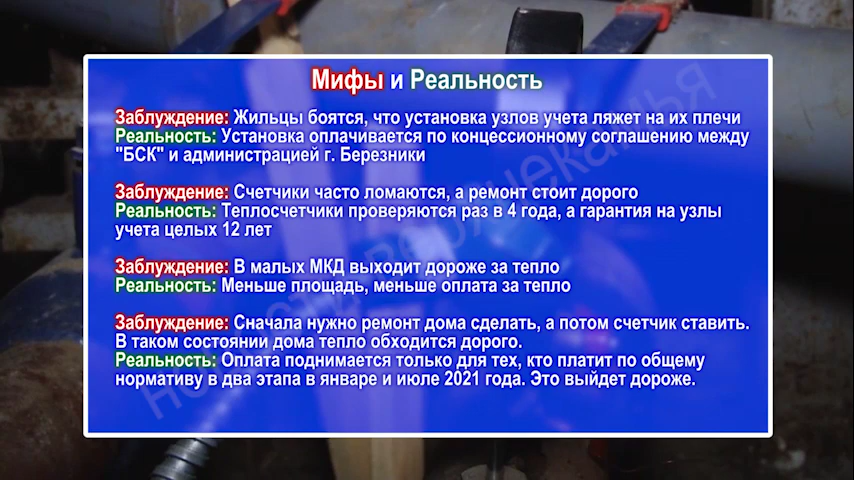 Мифы и Реальность
Заблуждение: Жильцы боятся, что установка узлов учета ляжет на их плечи
Реальность: Установка оплачивается по концессионному соглашению между
"БСК" и администрацией г. Березники
Заблуждение: Счетчики часто ломаются, а ремонт стоит дорого
Реальность: Теплосчетчики проверяются раз в 4 года, а гарантия на узлы
учета целых 12 лет
Заблуждение: В малых МКД выходит дороже за тепло
Реальность: Меньше площадь, меньше оплата за тепло
Заблуждение: Сначала нужно ремонт дома сделать, а потом счетчик ставить.
В таком состоянии дома тепло обходится дорого.
Реальность: Оплата поднимается только для тех, кто платит по общему
нормативу в два этапа в январе и июле 2021 года. Это выйдет дороже.